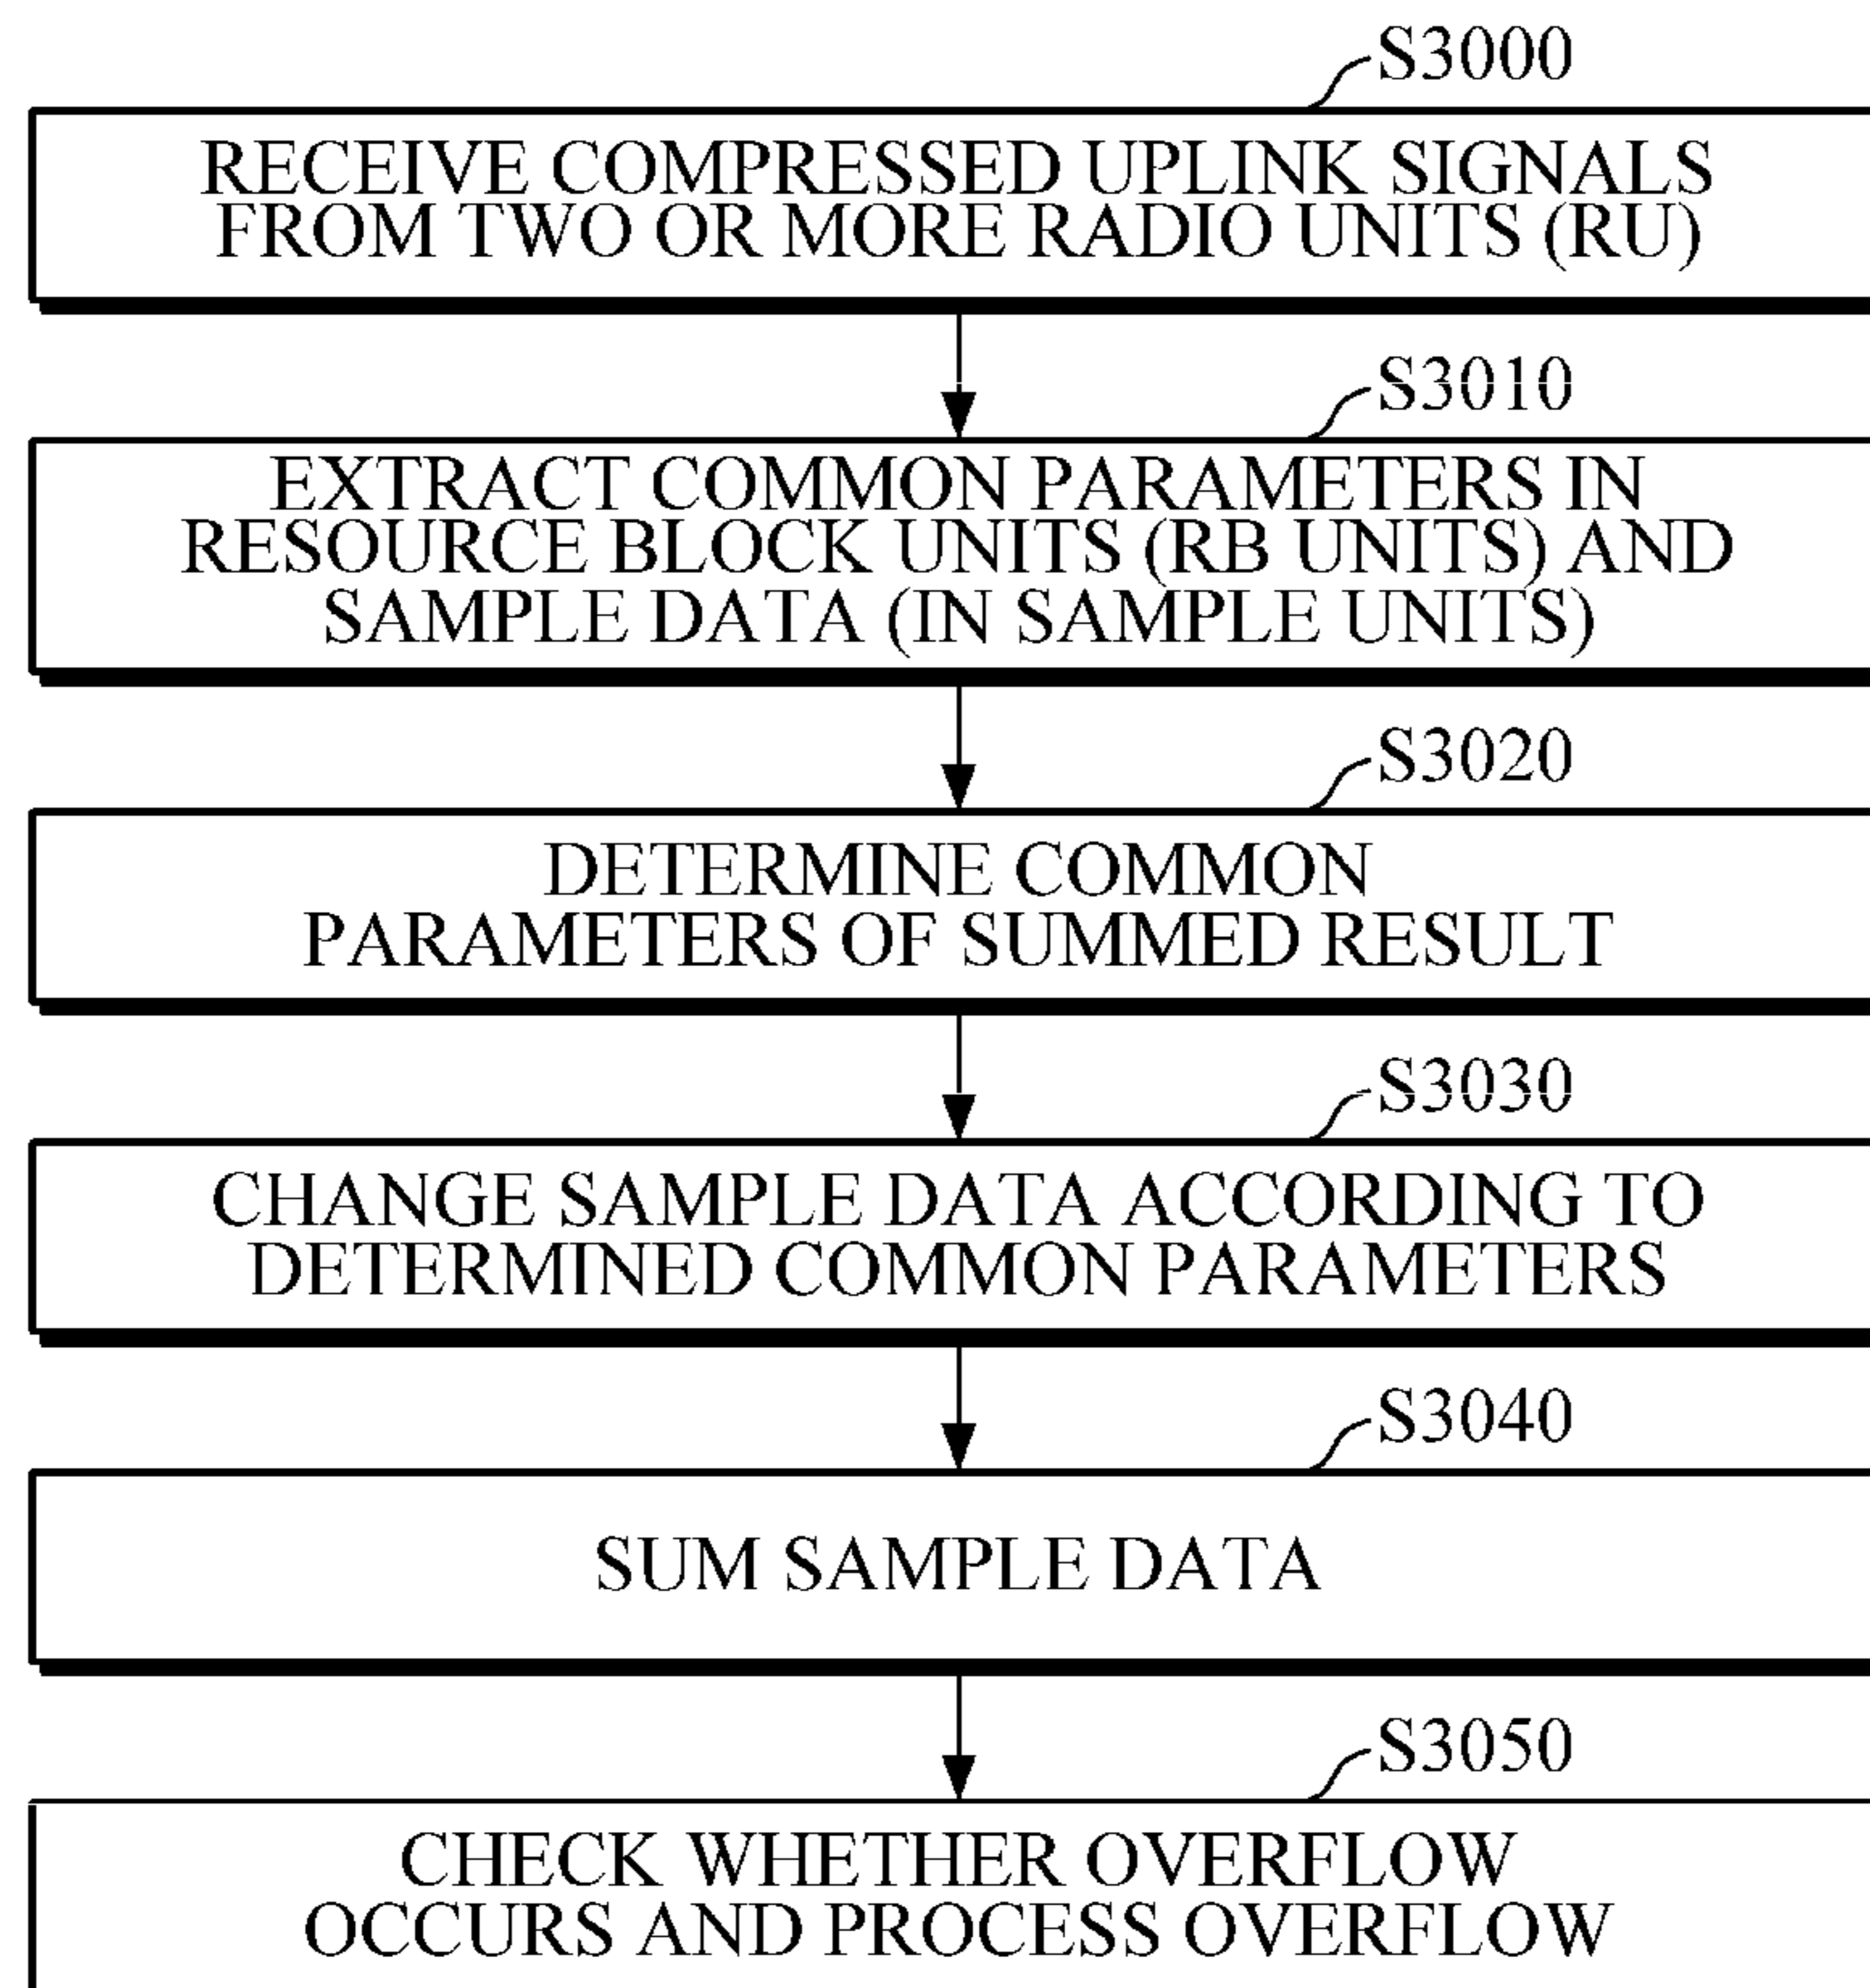 S3000
RECEIVE COMPRESSED UPLINK SIGNALS
FROM TWO OR MORE RADIO UNITS (RU)
S3010
EXTRACT COMMON PARAMETERS IN
RESOURCE BLOCK UNITS (RB UNITS) AND
SAMPLE DATA (IN SAMPLE UNITS)
S3020
DETERMINE COMMON
PARAMETERS OF SUMMED RESULT
S3030
CHANGE SAMPLE DATA ACCORDING TO
DETERMINED COMMON PARAMETERS
S3040
SUM SAMPLE DATA
S3050
CHECK WHETHER OVERFLOW
OCCURS AND PROCESS OVERFLOW